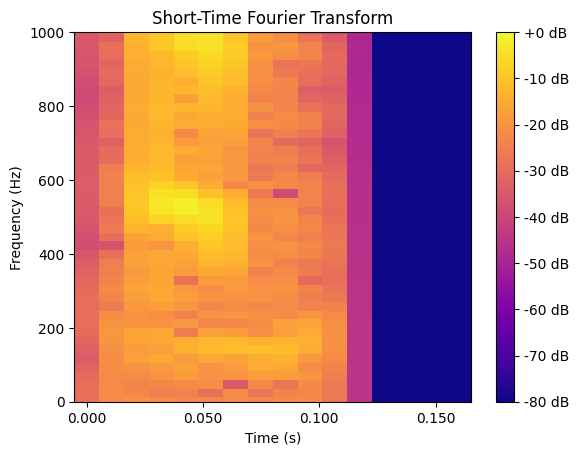 Short-Time Fourier Transform
Frequency (Hz)
1000
800
600
400
200
0
0.000
0.050
0.100
0.150
Time (s)
+0 dB
-10 dB
-20 dB
-30 dB
-40 dB
-50 dB
-60 dB
-70 dB
-80 dB